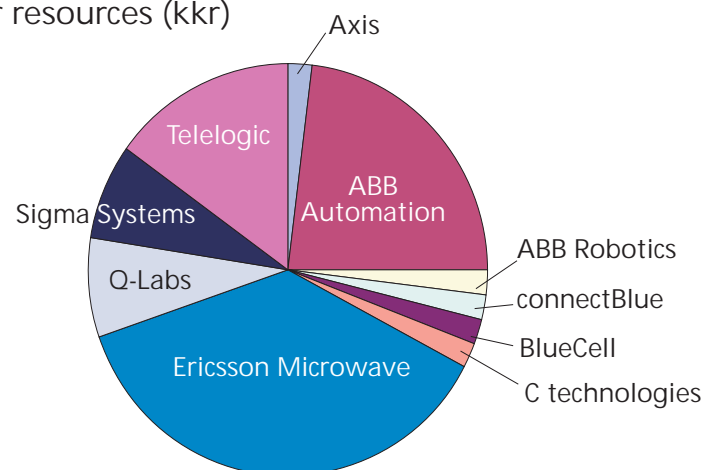 r resources (kkr)
Axis
Telelogic
ABB
Automation
Sigma Systems
ABB Robotics
Q-Labs
connectBlue
BlueCell
Ericsson Microwave
C technologies